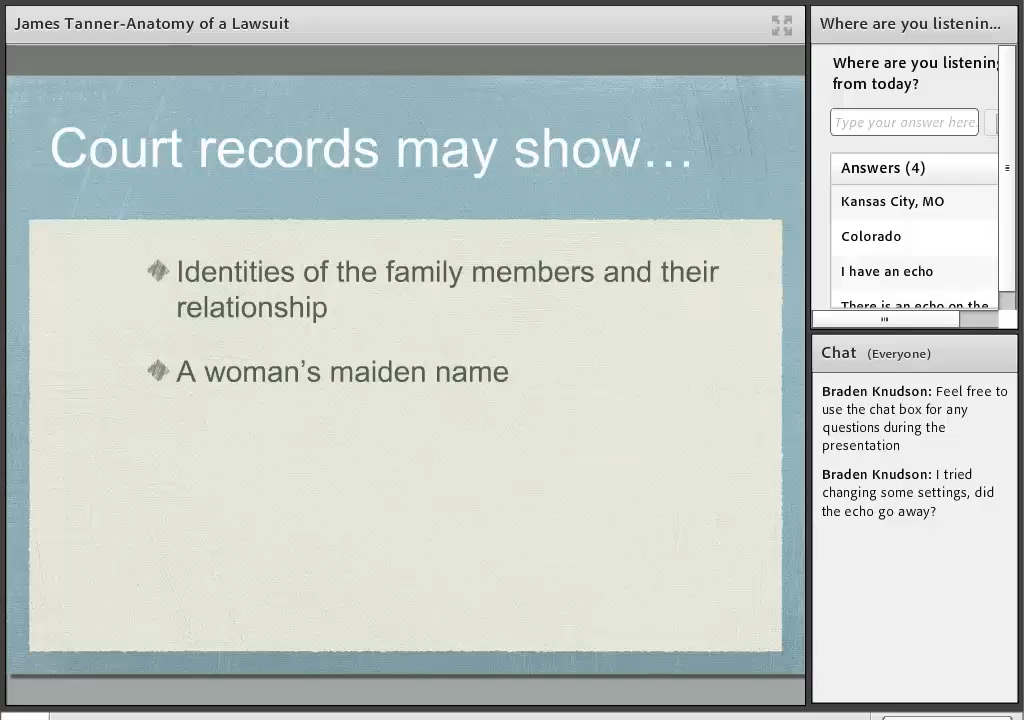 James Tanner-Anatomy of a Lawsuit
Court records may show...
Identities of the family members and their
relationship
A woman's maiden name
Where are you listenin...
Where are you listening
from today?
Type your answer here.
Answers (4)
Kansas City, MO
Colorado
I have an echo
There is an echo on the
Chat (Everyone)
Braden Knudson: Feel free to
use the chat box for any
questions during the
presentation
Braden Knudson: I tried
changing some settings, did
the echo go away?